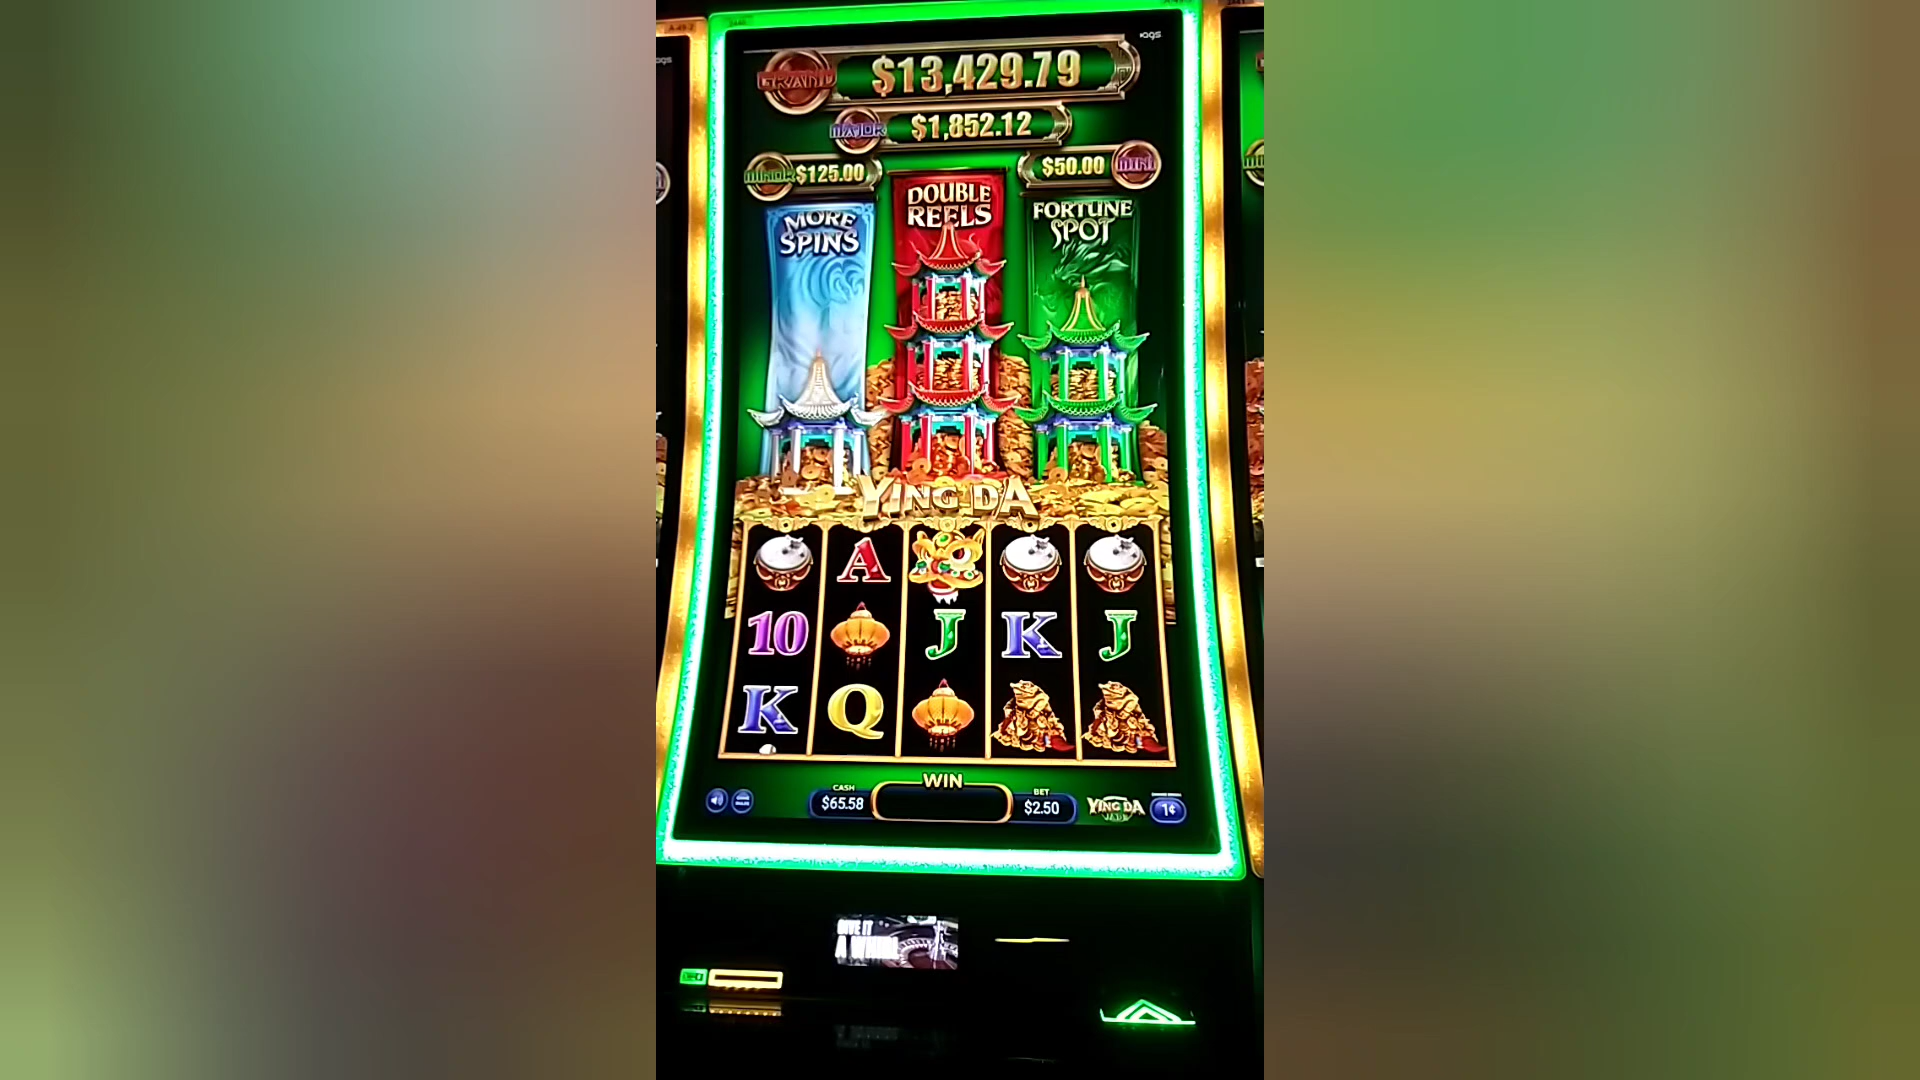 AGS
GRAND $13,429.79
MAJOR $1,852.12
MINOR $125.00
$50.00 MINI
MORE SPINS
DOUBLE REELS
FORTUNE SPOT
YING DA
A
10 J K J
K Q
WIN
CASH
$65.58
BET
$2.50
YING DA
1¢
GIVE IT
A WHIRL